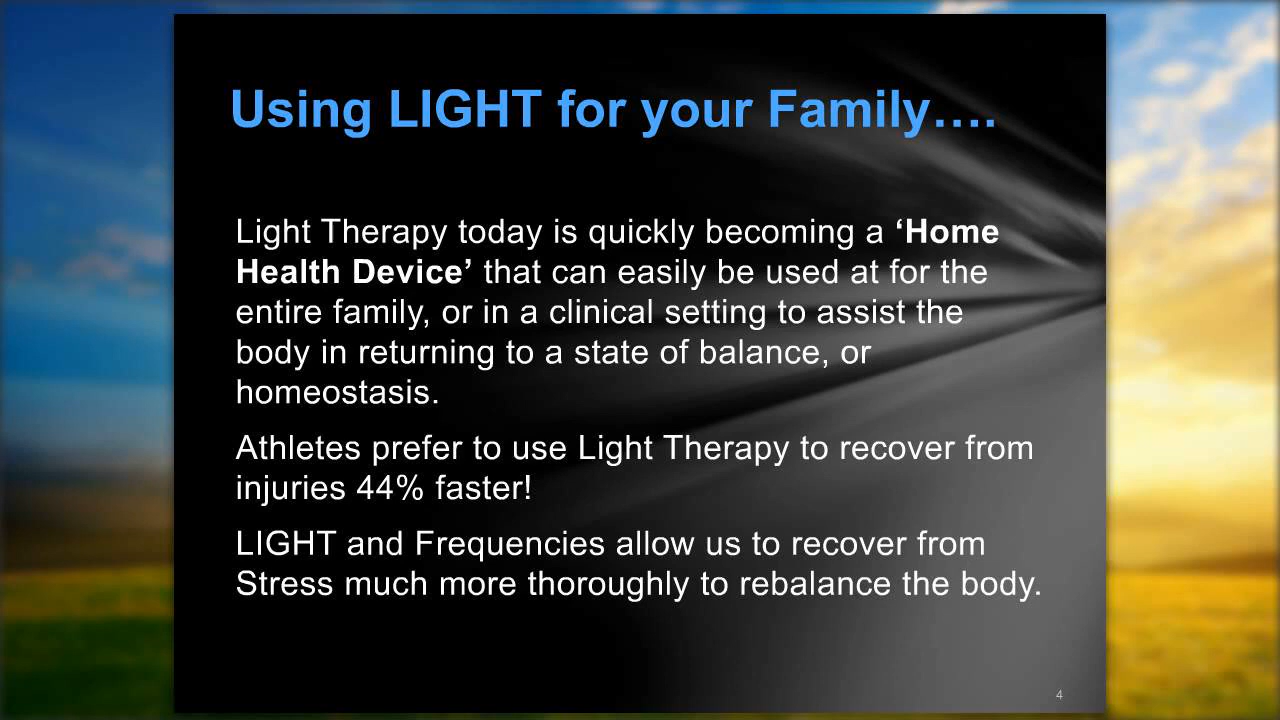 Using LIGHT for your Family….
Light Therapy today is quickly becoming a ‘Home
Health Device’ that can easily be used at for the
entire family, or in a clinical setting to assist the
body in returning to a state of balance, or
homeostasis.
Athletes prefer to use Light Therapy to recover from
injuries 44% faster!
LIGHT and Frequencies allow us to recover from
Stress much more thoroughly to rebalance the body.
4